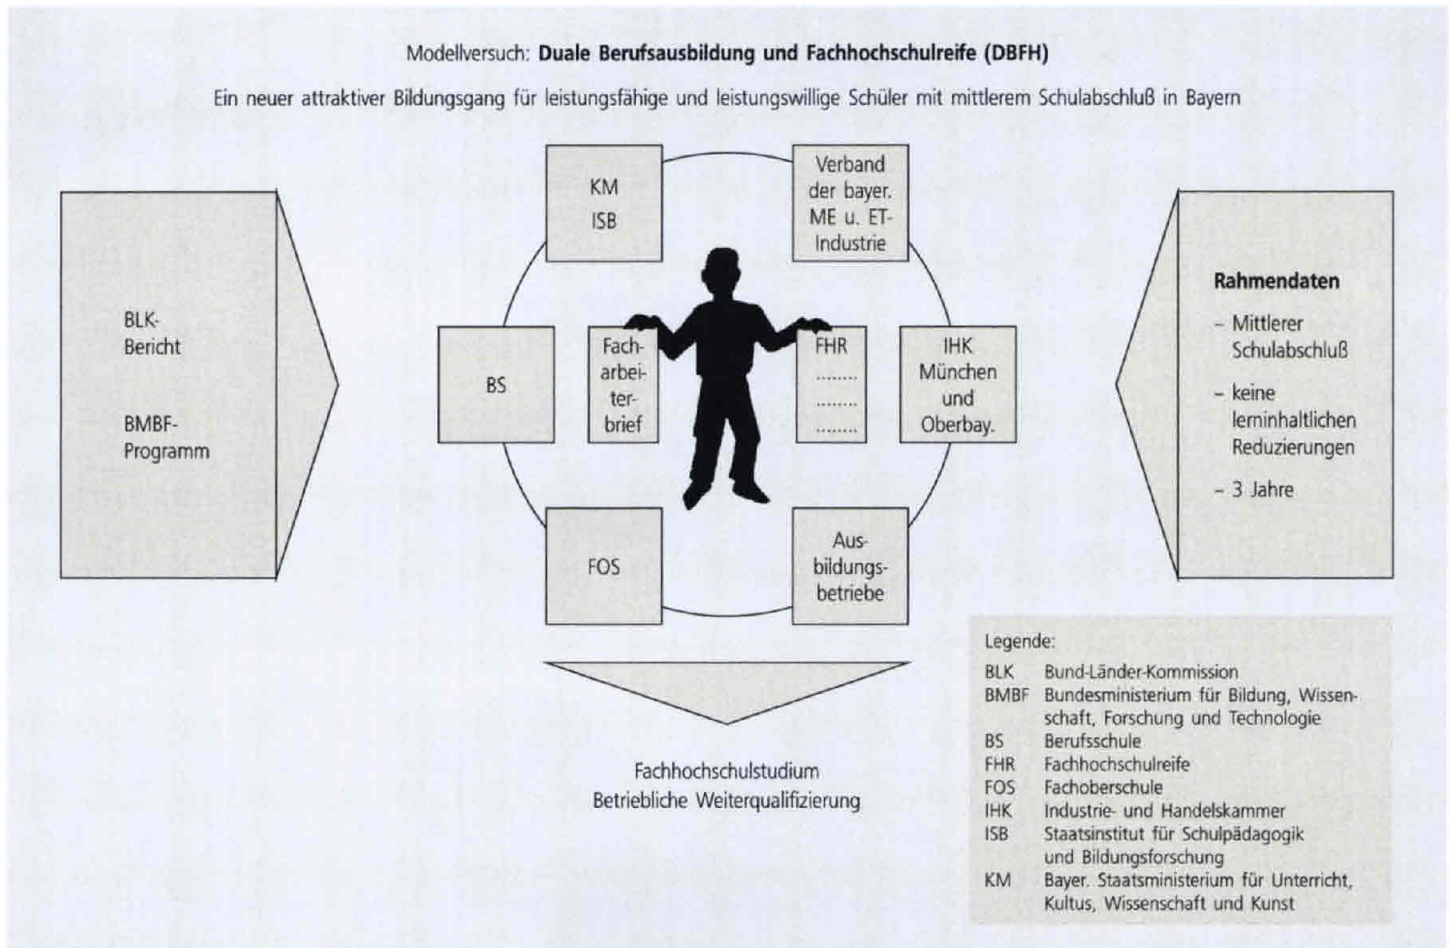 Modellversuch: Duale Berufsausbildung und Fachhochschulreife (DBFH)
Ein neuer attraktiver Bildungsgang für leistungsfähige und leistungswillige Schüler mit mittlerem Schulabschluß in Bayern
BLK-
Bericht
BMBF-
Programm
KM
ISB
Verband
der bayer.
ME u. ET-
Industrie
BS
Fach-
arbei-
ter-
brief
FHR
........
........
........
IHK
München
und
Oberbay.
FOS
Aus-
bildungs-
betriebe
Rahmendaten
– Mittlerer
Schulabschluß
– keine
lerninhaltlichen
Reduzierungen
– 3 Jahre
Fachhochschulstudium
Betriebliche Weiterqualifizierung
Legende:
BLK Bund-Länder-Kommission
BMBF Bundesministerium für Bildung, Wissen-
schaft, Forschung und Technologie
BS Berufsschule
FHR Fachhochschulreife
FOS Fachoberschule
IHK Industrie- und Handelskammer
ISB Staatsinstitut für Schulpädagogik
und Bildungsforschung
KM Bayer. Staatsministerium für Unterricht,
Kultus, Wissenschaft und Kunst